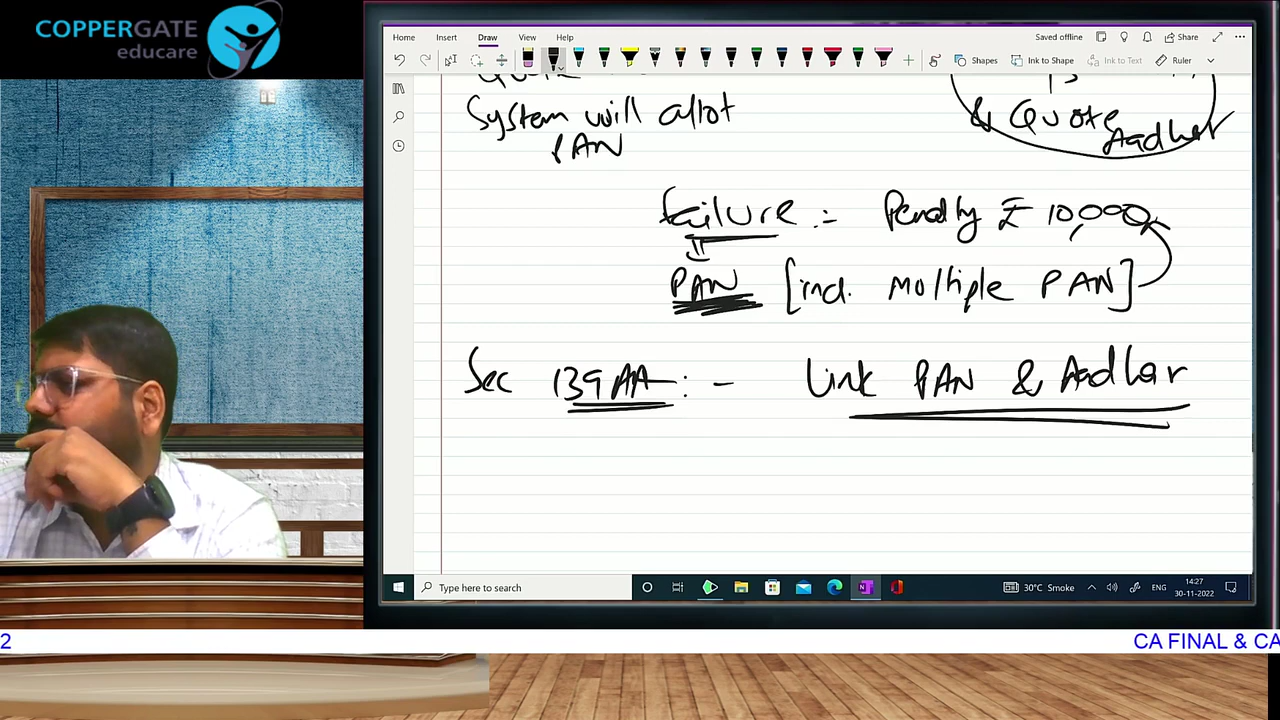 COPPERGATE
educare
Home Insert Draw View Help
Saved offline Share
Shapes Ink to Shape Ink to Text Ruler
System will allot
PAN
& Quote
Aadhar
failure :- Penalty ₹ 10,000
PAN [incl. Multiple PAN]
Sec 139AA :- Link PAN & Aadhar
Type here to search
30°C Smoke ENG 14:27
30-11-2022
2 CA FINAL & CA